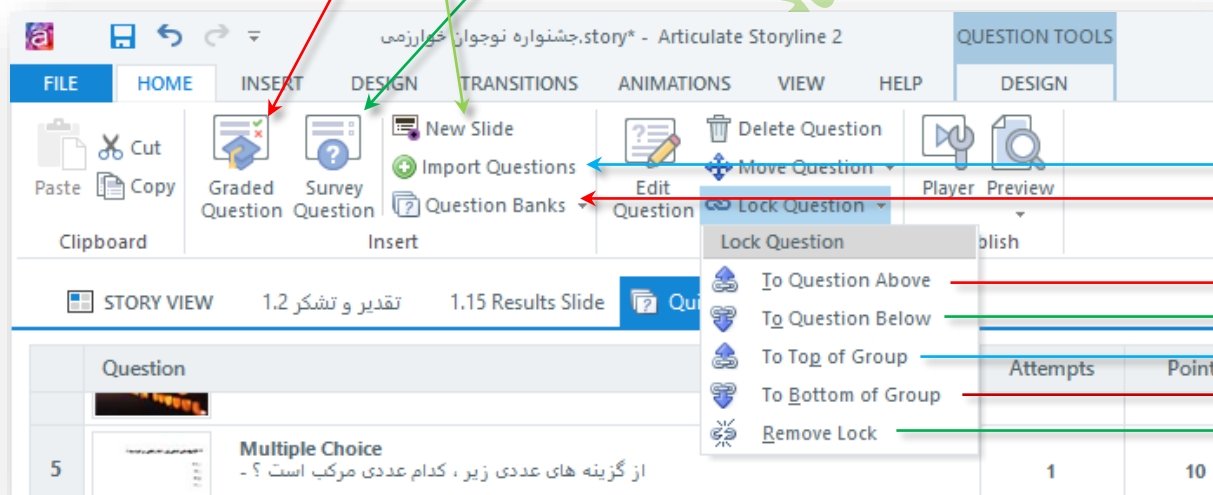 جشنواره نوجوان خوارزمی.story* - Articulate Storyline 2
QUESTION TOOLS
FILE HOME INSERT DESIGN TRANSITIONS ANIMATIONS VIEW HELP DESIGN
Paste
Cut
Copy
Clipboard
Graded Question
Survey Question
New Slide
Import Questions
Question Banks
Insert
Edit Question
Delete Question
Move Question
Lock Question
Player
Preview
blish
Lock Question
To Question Above
To Question Below
To Top of Group
To Bottom of Group
Remove Lock
STORY VIEW
1.2 تقدیر و تشکر
1.15 Results Slide
Qui
Question Attempts Point
5
Multiple Choice
از گزینه های عددی زیر ، کدام عددی مرکب است ؟ -
1 10